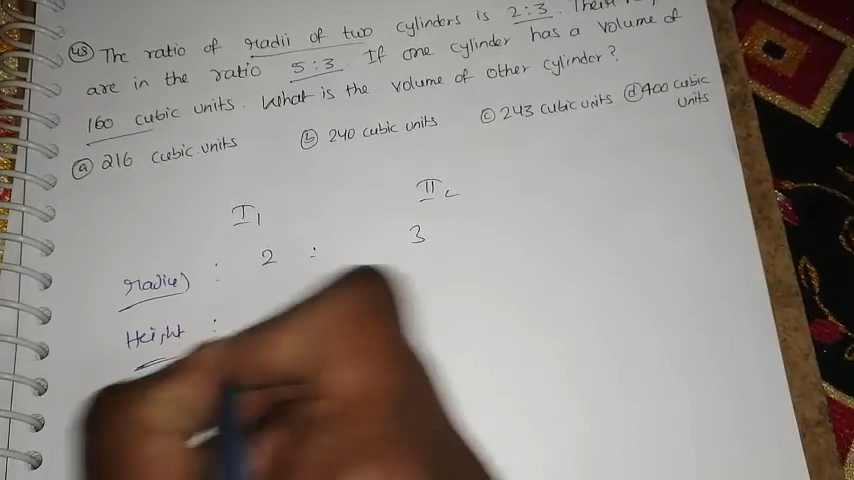 48 The ratio of radii of two cylinders is 2:3. Their
are in the ratio 5:3. If one cylinder has a volume of
160 cubic units. What is the volume of other cylindor?
a 216 cubic units b 240 cubic units c 243 cubic units d 400 cubic
units
I1 II2
radius : 2 : 3
Height :